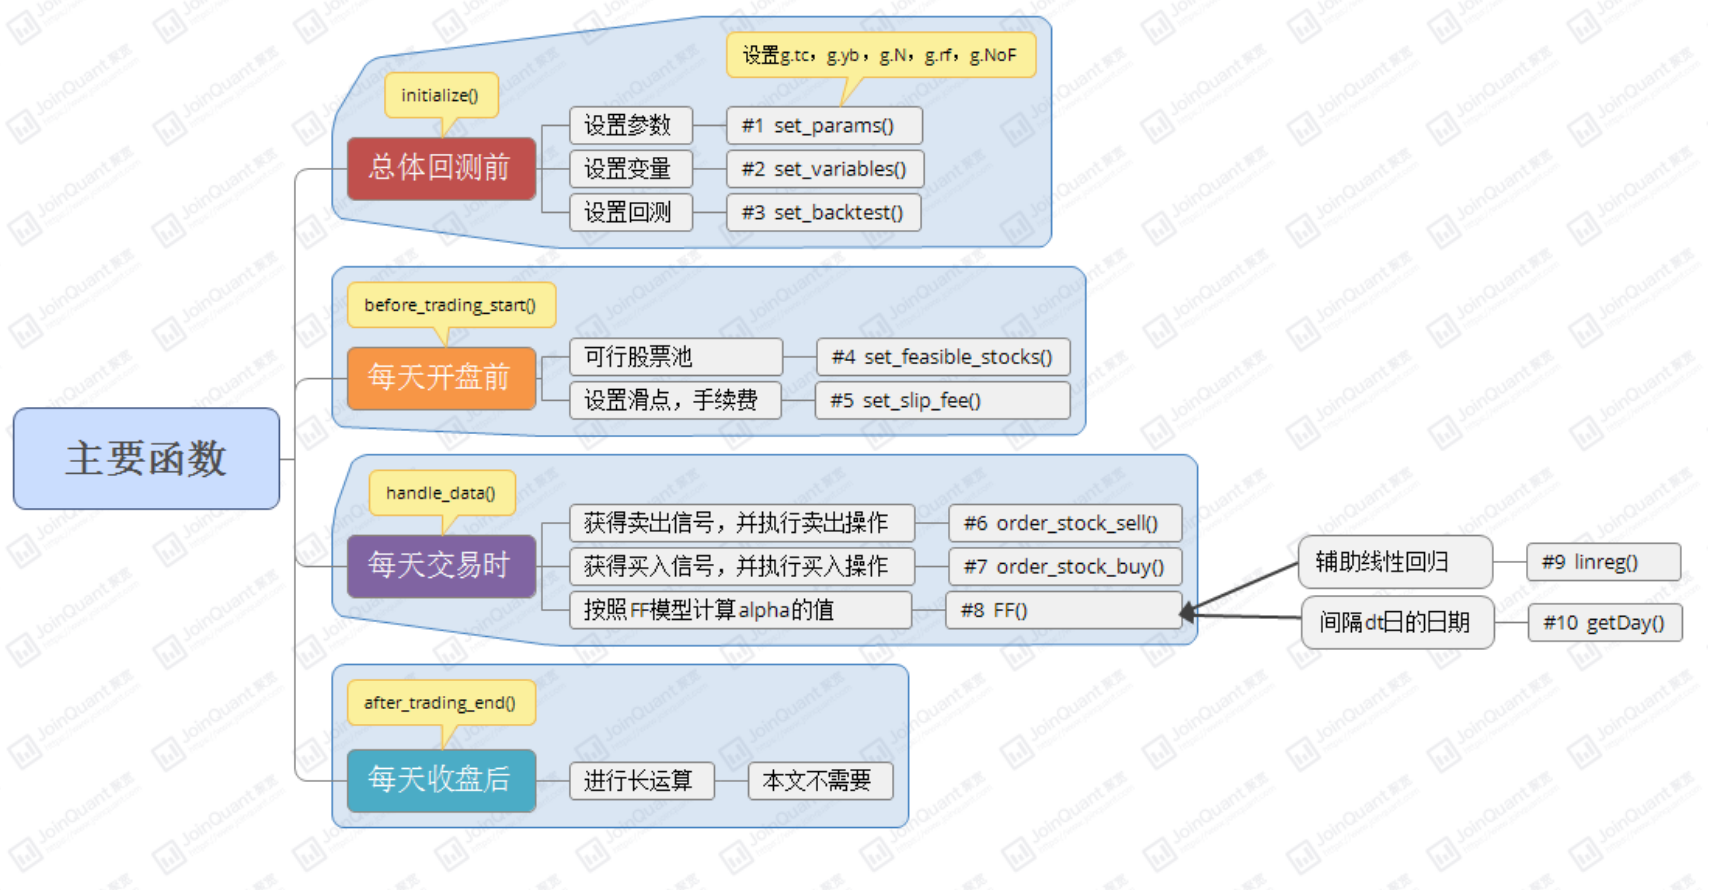 主要函数
initialize()
总体回测前
设置g.tc，g.yb，g.N，g.rf，g.NoF
设置参数
#1 set_params()
设置变量
#2 set_variables()
设置回测
#3 set_backtest()
before_trading_start()
每天开盘前
可行股票池
#4 set_feasible_stocks()
设置滑点，手续费
#5 set_slip_fee()
handle_data()
每天交易时
获得卖出信号，并执行卖出操作
#6 order_stock_sell()
获得买入信号，并执行买入操作
#7 order_stock_buy()
按照FF模型计算alpha的值
#8 FF()
辅助线性回归
#9 linreg()
间隔dt日的日期
#10 getDay()
after_trading_end()
每天收盘后
进行长运算
本文不需要
JoinQuant聚宽